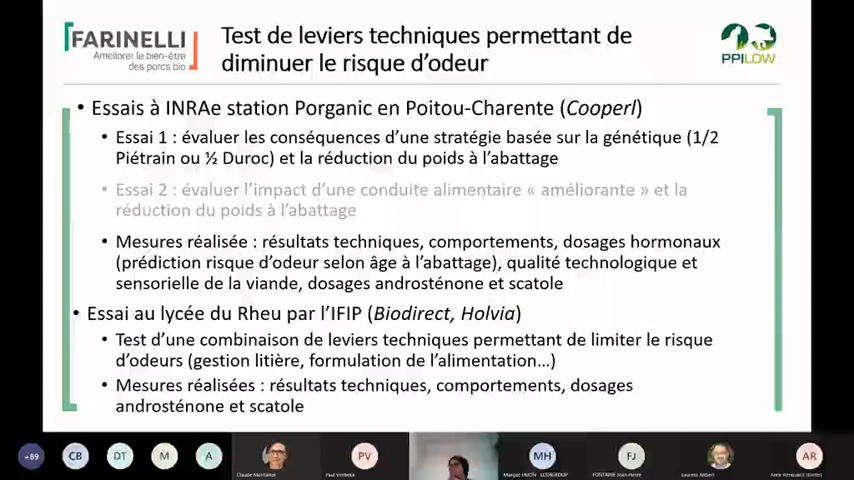 FARINELLI
Améliorer le bien-être
des porcs bio
Test de leviers techniques permettant de
diminuer le risque d'odeur
PPILOW
• Essais à INRAe station Porganic en Poitou-Charente (Cooperl)
• Essai 1 : évaluer les conséquences d'une stratégie basée sur la génétique (1/2
Piétrain ou ½ Duroc) et la réduction du poids à l'abattage
• Essai 2 : évaluer l'impact d'une conduite alimentaire « améliorante » et la
réduction du poids à l'abattage
• Mesures réalisée : résultats techniques, comportements, dosages hormonaux
(prédiction risque d'odeur selon âge à l'abattage), qualité technologique et
sensorielle de la viande, dosages androsténone et scatole
• Essai au lycée du Rheu par l'IFIP (Biodirect, Holvia)
• Test d'une combinaison de leviers techniques permettant de limiter le risque
d'odeurs (gestion litière, formulation de l'alimentation...)
• Mesures réalisées : résultats techniques, comportements, dosages
androsténone et scatole
+89 CB DT M A PV MH FJ AR